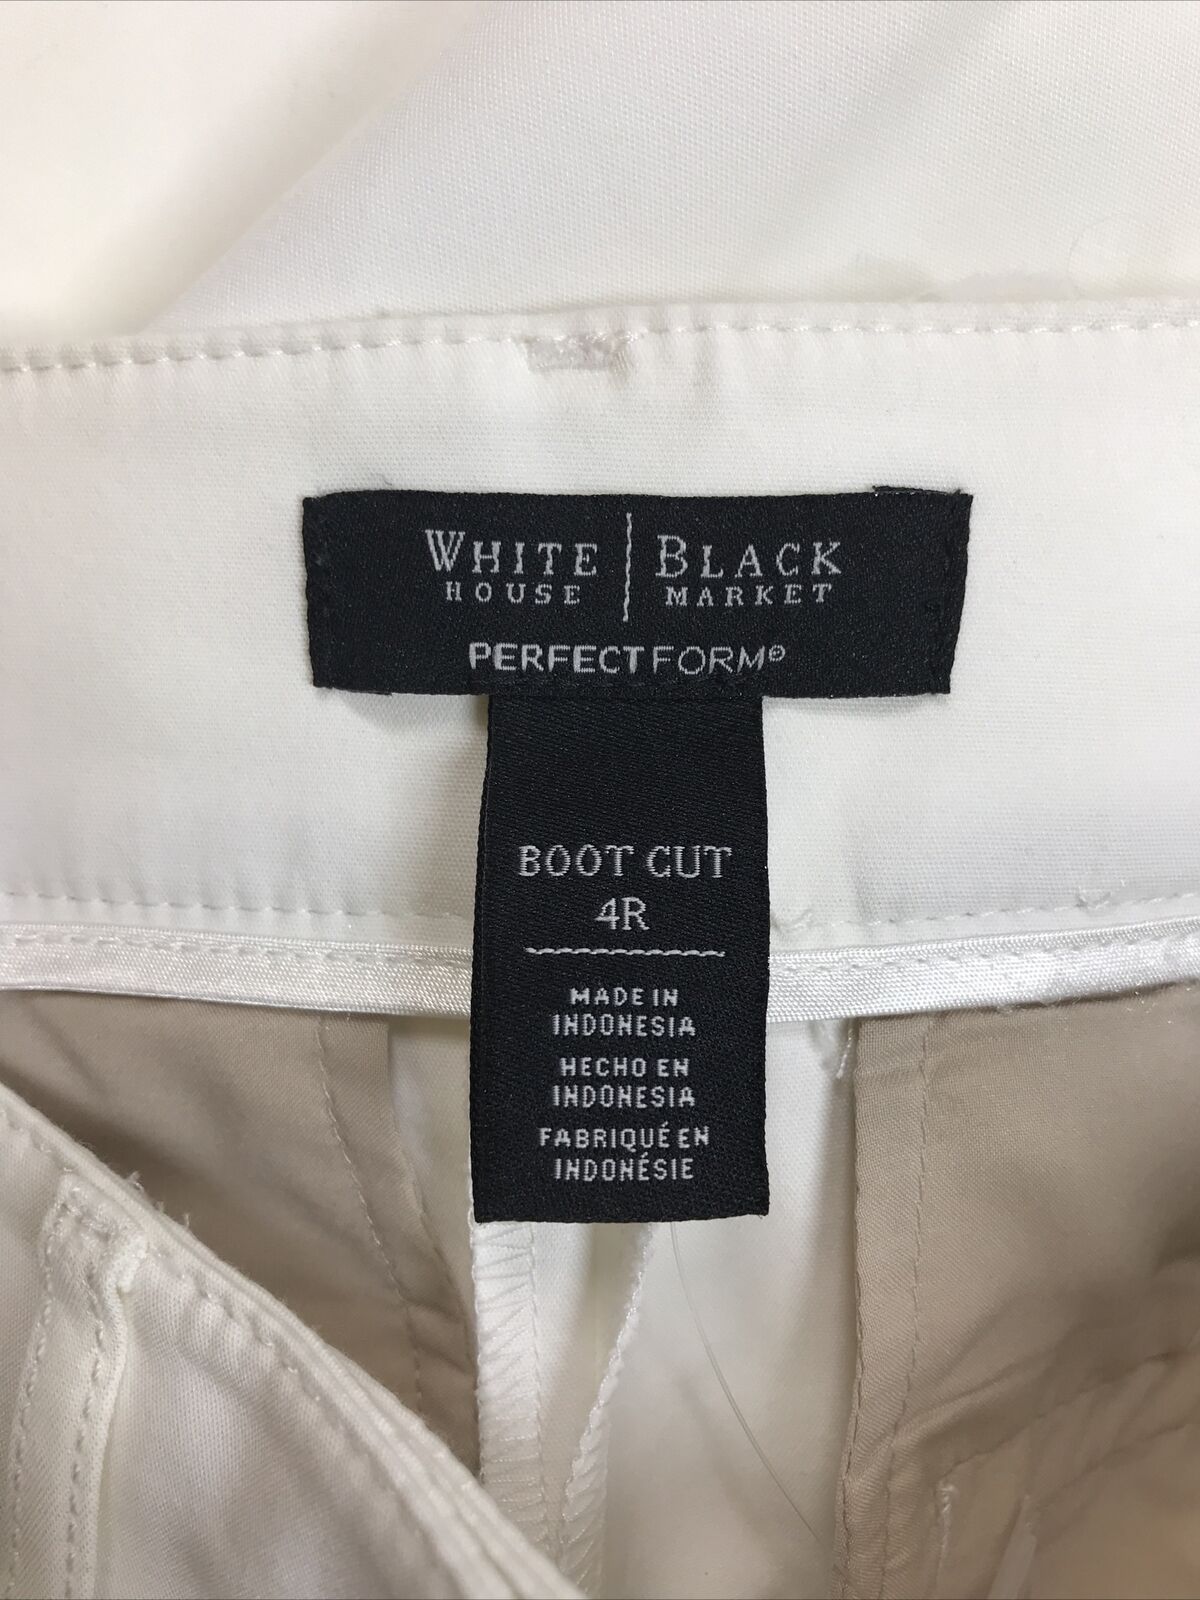 WHITE | BLACK
HOUSE | MARKET
PERFECTFORM®
BOOT CUT
4R
MADE IN
INDONESIA
HECHO EN
INDONESIA
FABRIQUÉ EN
INDONÉSIE